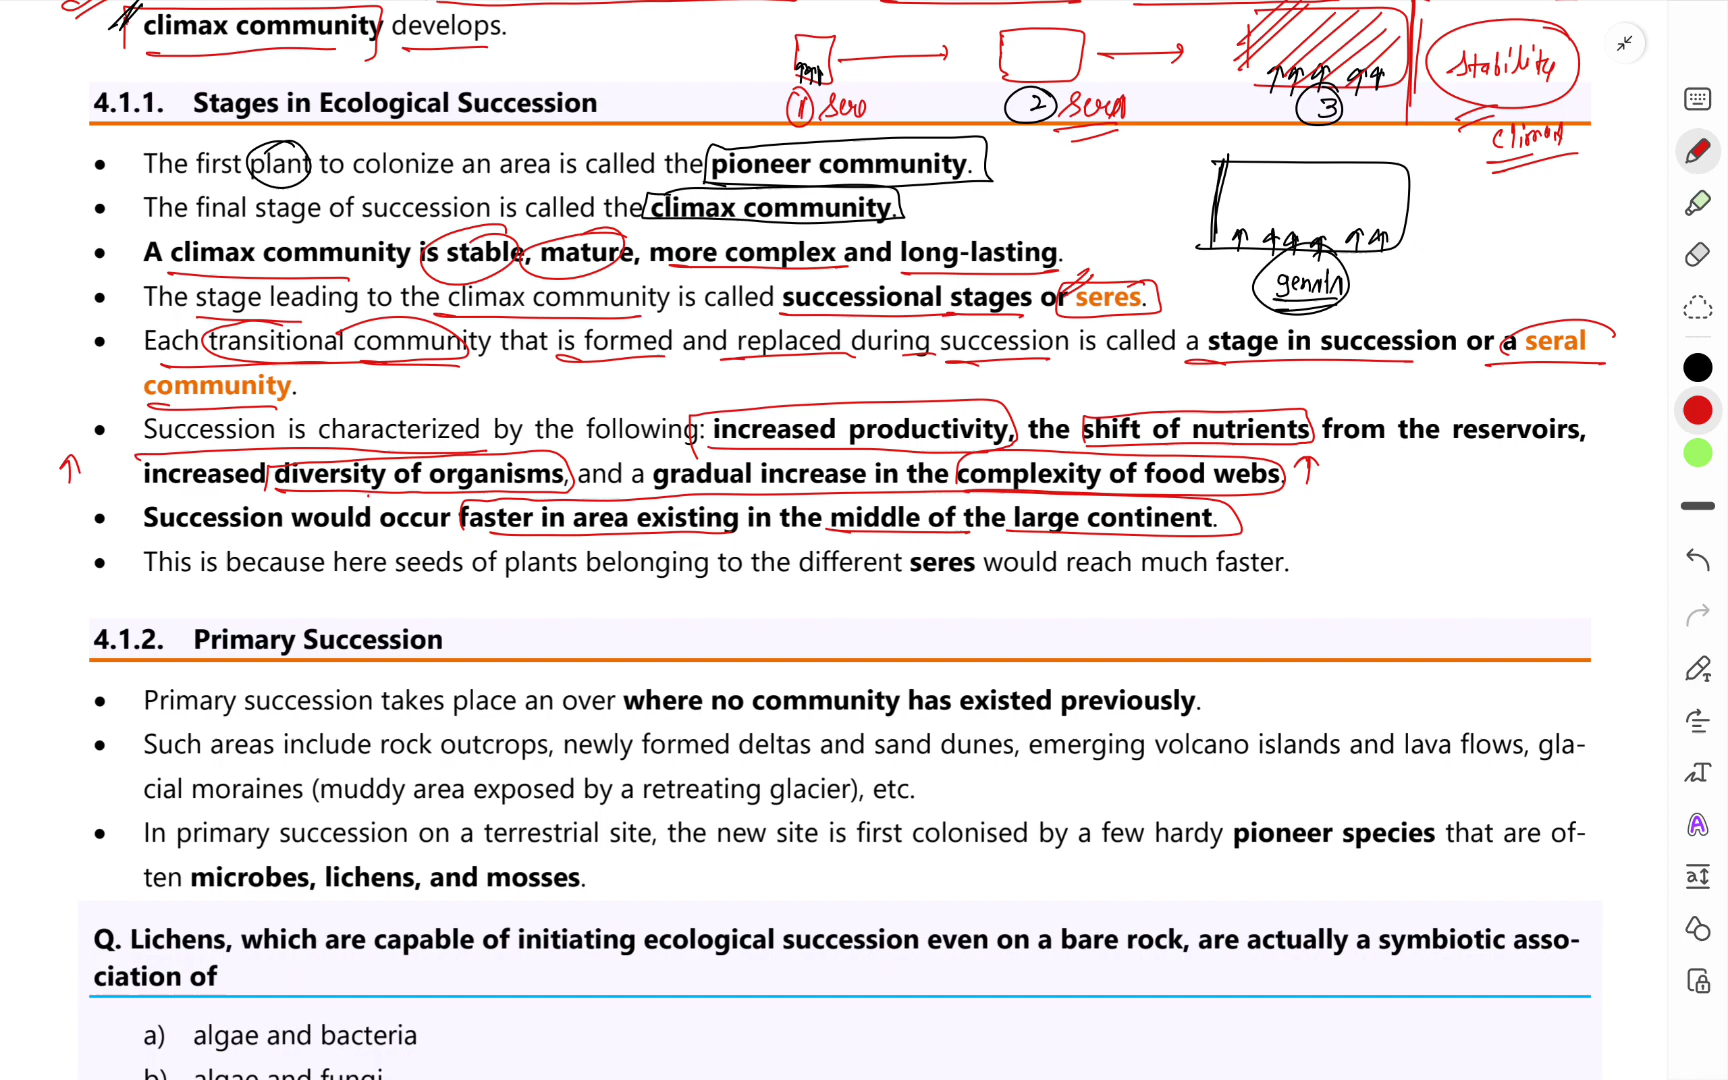 climax community develops.
Stability
① Sere
② Seres
③
Climax
4.1.1. Stages in Ecological Succession
• The first plant to colonize an area is called the pioneer community.
• The final stage of succession is called the climax community.
• A climax community is stable, mature, more complex and long-lasting.
• The stage leading to the climax community is called successional stages or seres.
• Each transitional community that is formed and replaced during succession is called a stage in succession or a seral
community.
• Succession is characterized by the following: increased productivity, the shift of nutrients from the reservoirs,
increased diversity of organisms, and a gradual increase in the complexity of food webs.
• Succession would occur faster in area existing in the middle of the large continent.
• This is because here seeds of plants belonging to the different seres would reach much faster.
4.1.2. Primary Succession
• Primary succession takes place an over where no community has existed previously.
• Such areas include rock outcrops, newly formed deltas and sand dunes, emerging volcano islands and lava flows, gla-
cial moraines (muddy area exposed by a retreating glacier), etc.
• In primary succession on a terrestrial site, the new site is first colonised by a few hardy pioneer species that are of-
ten microbes, lichens, and mosses.
Q. Lichens, which are capable of initiating ecological succession even on a bare rock, are actually a symbiotic asso-
ciation of
a) algae and bacteria
b) algae and fungi